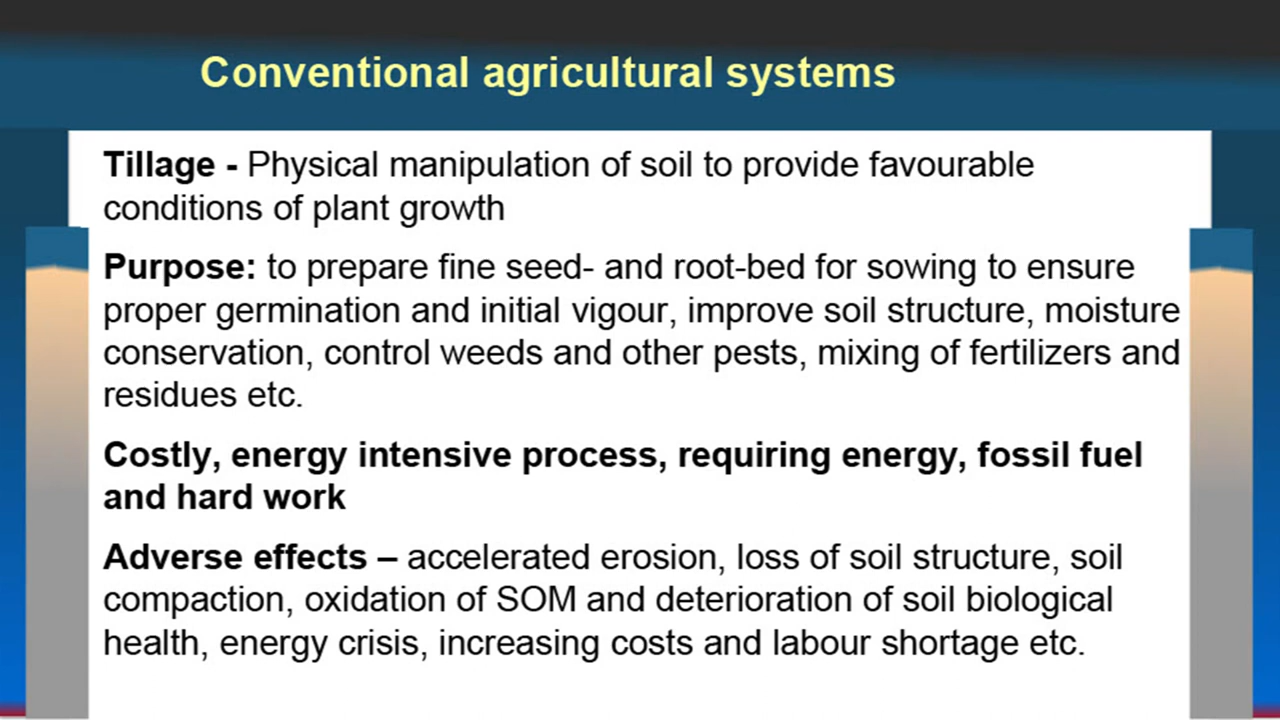 Conventional agricultural systems
Tillage - Physical manipulation of soil to provide favourable
conditions of plant growth
Purpose: to prepare fine seed- and root-bed for sowing to ensure
proper germination and initial vigour, improve soil structure, moisture
conservation, control weeds and other pests, mixing of fertilizers and
residues etc.
Costly, energy intensive process, requiring energy, fossil fuel
and hard work
Adverse effects – accelerated erosion, loss of soil structure, soil
compaction, oxidation of SOM and deterioration of soil biological
health, energy crisis, increasing costs and labour shortage etc.